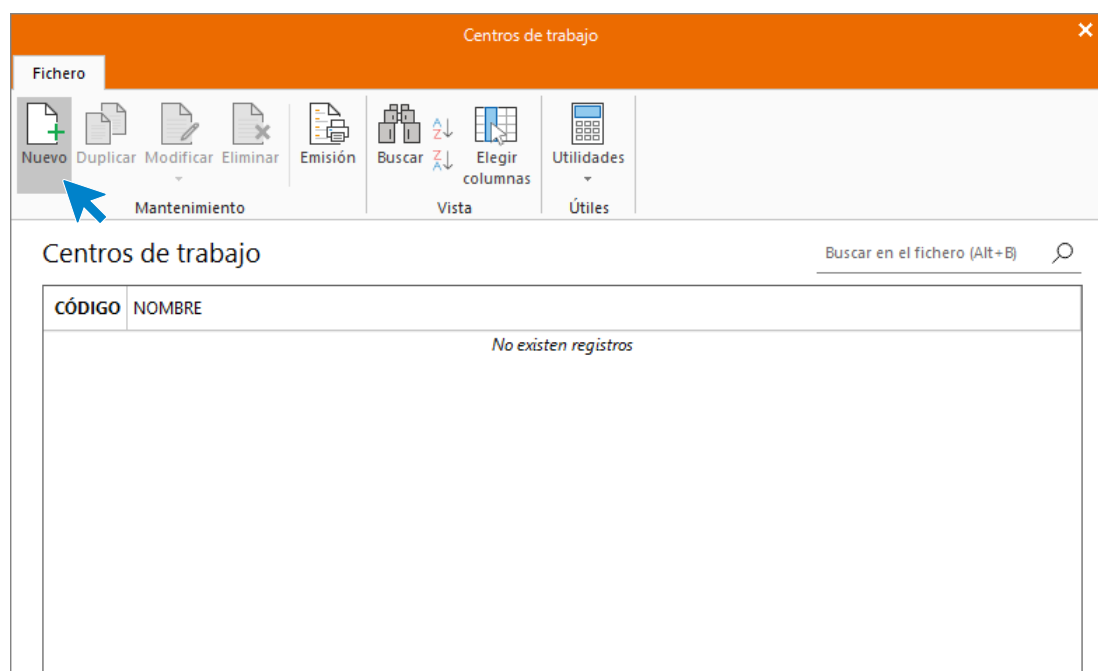 Centros de trabajo
Fichero
Nuevo Duplicar Modificar Eliminar Emisión Buscar Elegir columnas Utilidades
Mantenimiento Vista Útiles
Centros de trabajo
Buscar en el fichero (Alt+B)
CÓDIGO NOMBRE
No existen registros